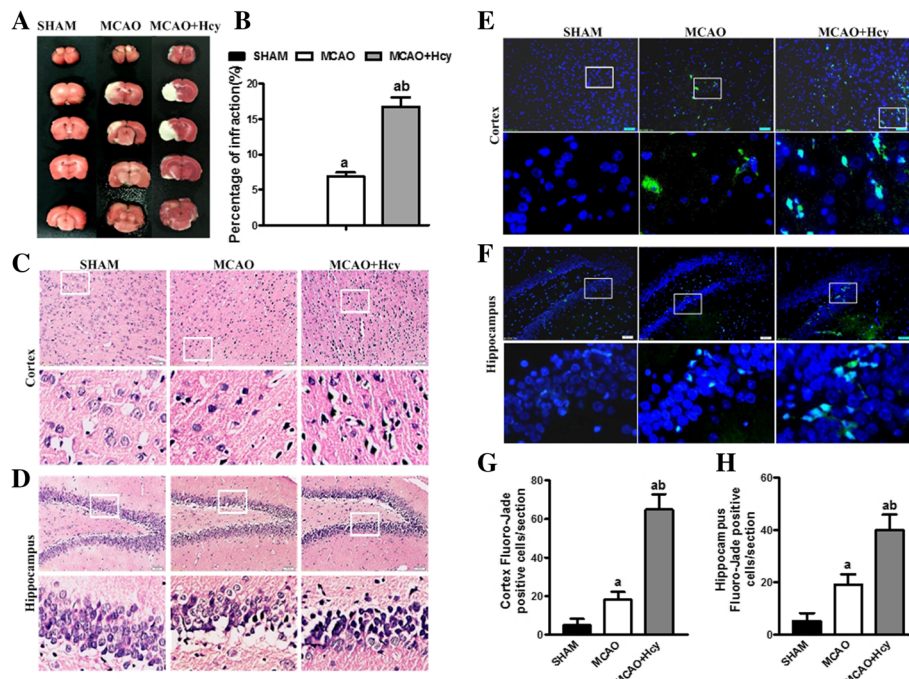 A
SHAM MCAO MCAO+Hcy
B
SHAM MCAO MCAO+Hcy
Percentage of infraction(%)
20
15
10
5
0
a
ab
C
SHAM MCAO MCAO+Hcy
Cortex
D
Hippocampus
E
SHAM MCAO MCAO+Hcy
Cortex
F
Hippocampus
G
Cortex Fluoro-Jade
positive cells/section
80
60
40
20
0
a
ab
SHAM
MCAO
MCAO+Hcy
H
Hippocampus
Fluoro-Jade positive
cells/section
60
40
20
0
a
ab
SHAM
MCAO
MCAO+Hcy